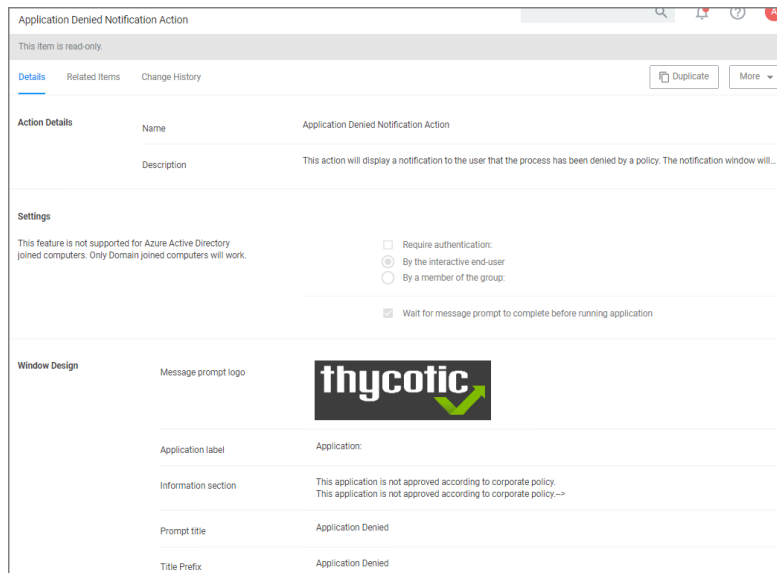 Application Denied Notification Action
A
This item is read-only.
Details Related Items Change History Duplicate More
Action Details
Name Application Denied Notification Action
Description This action will display a notification to the user that the process has been denied by a policy. The notification window will...
Settings
This feature is not supported for Azure Active Directory
joined computers. Only Domain joined computers will work.
Require authentication:
By the interactive end-user
By a member of the group:
Wait for message prompt to complete before running application
Window Design
Message prompt logo thycotic
Application label Application:
Information section This application is not approved according to corporate policy.
This application is not approved according to corporate policy.-->
Prompt title Application Denied
Title Prefix Application Denied